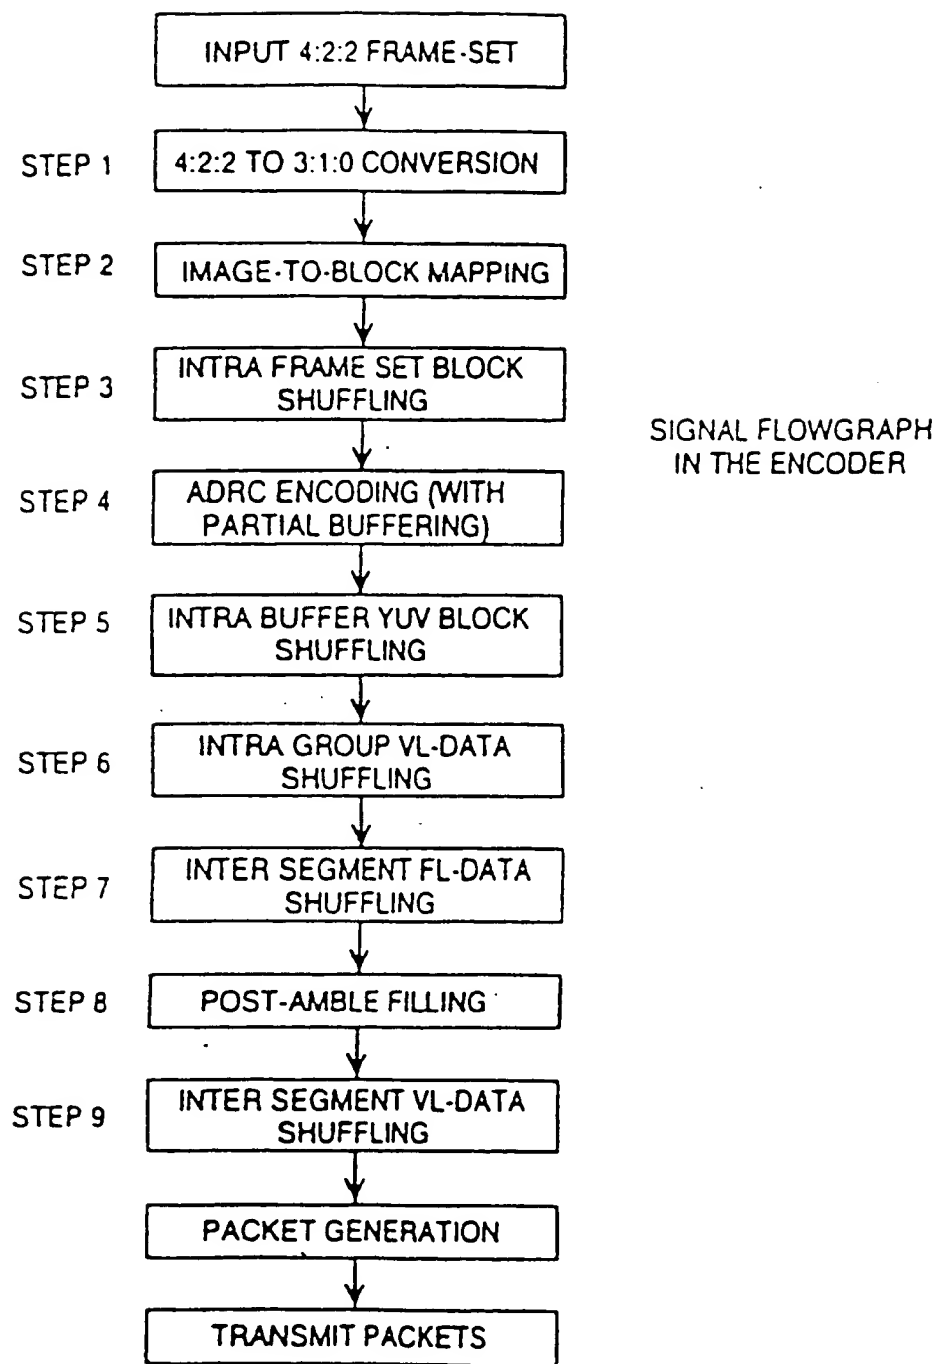 INPUT 4:2:2 FRAME-SET
STEP 1
4:2:2 TO 3:1:0 CONVERSION
STEP 2
IMAGE-TO-BLOCK MAPPING
STEP 3
INTRA FRAME SET BLOCK
SHUFFLING
SIGNAL FLOWGRAPH
IN THE ENCODER
STEP 4
ADRC ENCODING (WITH
PARTIAL BUFFERING)
STEP 5
INTRA BUFFER YUV BLOCK
SHUFFLING
STEP 6
INTRA GROUP VL-DATA
SHUFFLING
STEP 7
INTER SEGMENT FL-DATA
SHUFFLING
STEP 8
POST-AMBLE FILLING
STEP 9
INTER SEGMENT VL-DATA
SHUFFLING
PACKET GENERATION
TRANSMIT PACKETS